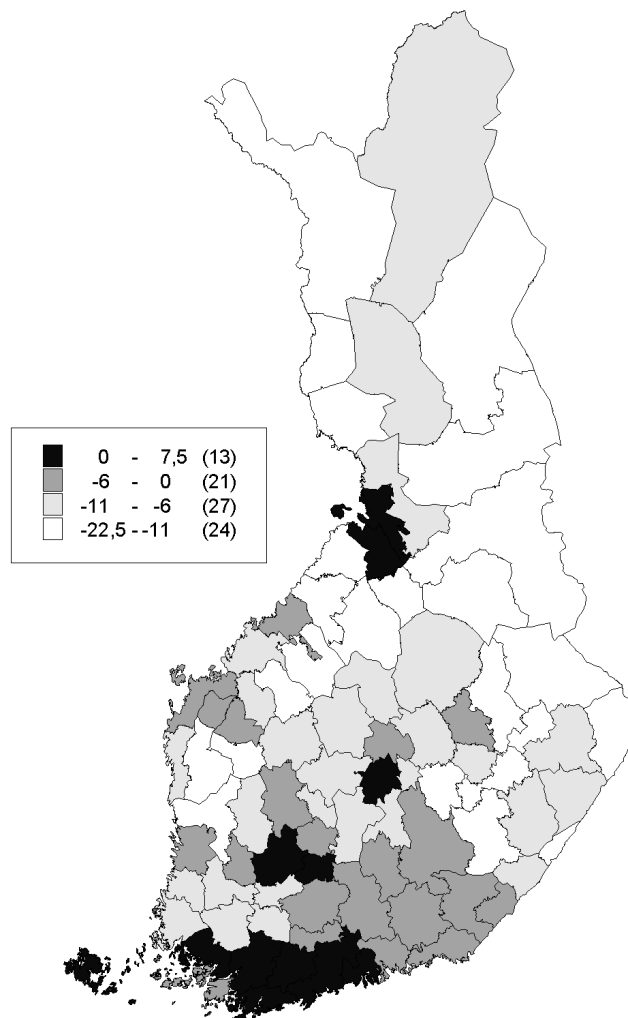 0 - 7,5 (13)
-6 - 0 (21)
-11 - -6 (27)
-22,5 --11 (24)